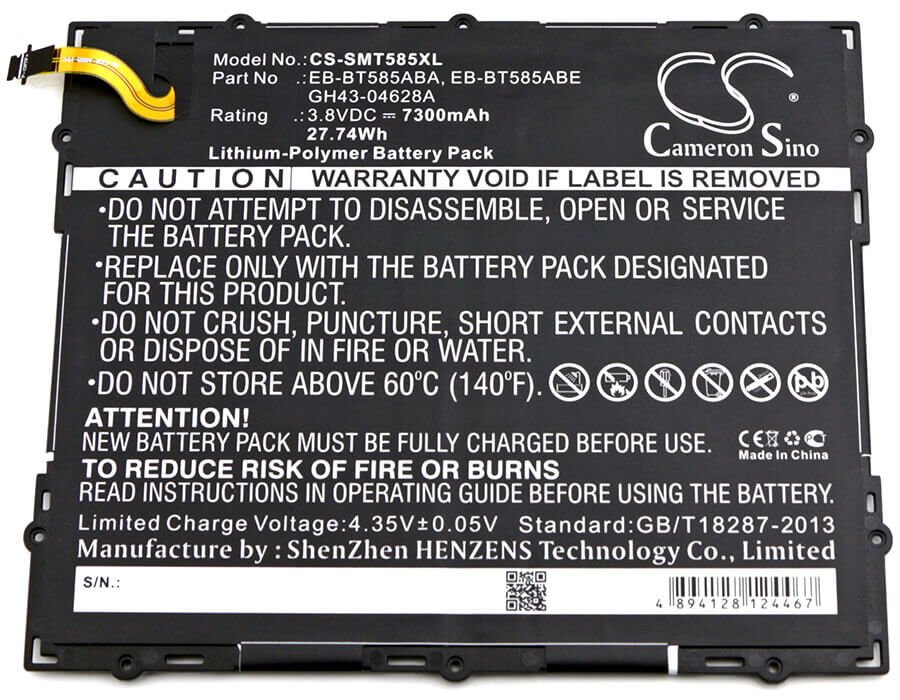 Model No.: CS-SMT585XL
Part No .: EB-BT585ABA, EB-BT585ABE
GH43-04628A
Rating .: 3.8VDC ⎓ 7300mAh
27.74Wh
Lithium-Polymer Battery Pack
CS
®
Cameron Sino
CAUTION WARRANTY VOID IF LABEL IS REMOVED
•DO NOT ATTEMPT TO DISASSEMBLE, OPEN OR SERVICE
THE BATTERY PACK.
•REPLACE ONLY WITH THE BATTERY PACK DESIGNATED
FOR THIS PRODUCT.
•DO NOT CRUSH, PUNCTURE, SHORT EXTERNAL CONTACTS
OR DISPOSE OF IN FIRE OR WATER.
•DO NOT STORE ABOVE 60ºC (140ºF).
Pb
ATTENTION!
NEW BATTERY PACK MUST BE FULLY CHARGED BEFORE USE.
CE
Made In China
TO REDUCE RISK OF FIRE OR BURNS
READ INSTRUCTIONS IN OPERATING GUIDE BEFORE USING THE BATTERY.
Limited Charge Voltage:4.35V±0.05V Standard:GB/T18287-2013
Manufacture by : ShenZhen HENZENS Technology Co., Limited
S/N.:
4 894128 124467